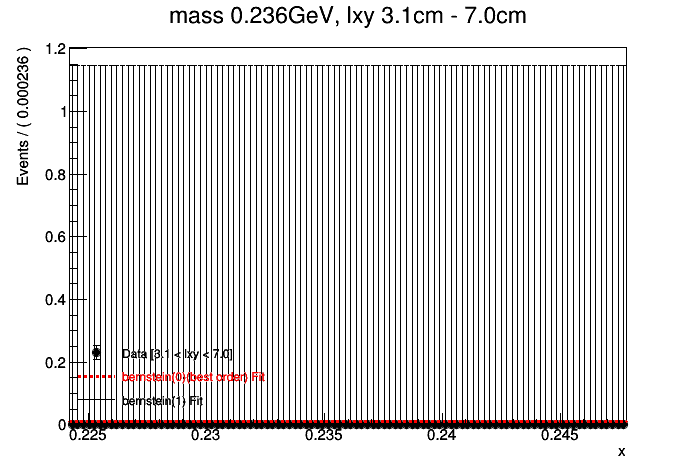 mass 0.236GeV, lxy 3.1cm - 7.0cm
Events / ( 0.000236 )
1.2
1
0.8
0.6
0.4
0.2
0
Data [3.1 < lxy < 7.0]
bernstein(0)(best order) Fit
bernstein(1) Fit
0.225 0.23 0.235 0.24 0.245
x